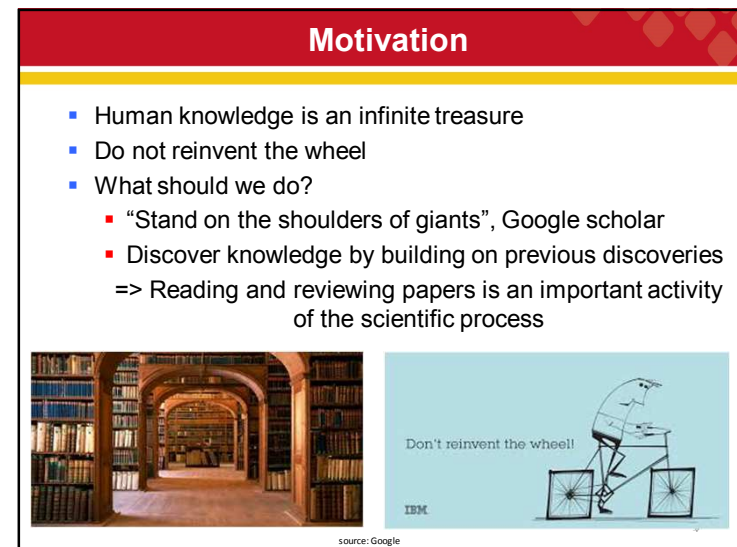 Motivation
Human knowledge is an infinite treasure
Do not reinvent the wheel
What should we do?
“Stand on the shoulders of giants”, Google scholar
Discover knowledge by building on previous discoveries
=> Reading and reviewing papers is an important activity
of the scientific process
Don't reinvent the wheel!
IBM
source: Google